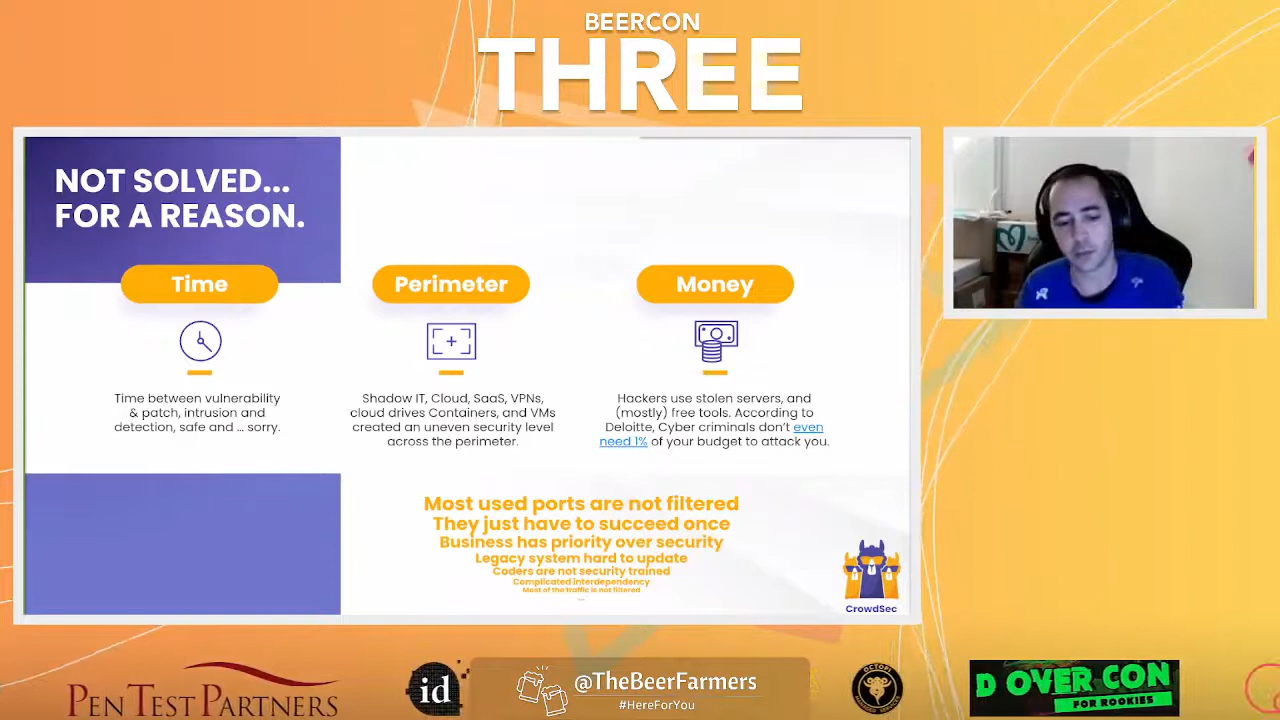 BEERCON
THREE
NOT SOLVED...
FOR A REASON.
Time
Time between vulnerability
& patch, intrusion and
detection, safe and ... sorry.
Perimeter
Shadow IT, Cloud, SaaS, VPNs,
cloud drives Containers, and VMs
created an uneven security level
across the perimeter.
Money
Hackers use stolen servers, and
(mostly) free tools. According to
Deloitte, Cyber criminals don't even
need 1% of your budget to attack you.
Most used ports are not filtered
They just have to succeed once
Business has priority over security
Legacy system hard to update
Coders are not security trained
Complicated interdependency
Most of the traffic is not filtered
...
CrowdSec
PEN TEST PARTNERS
id
@TheBeerFarmers
#HereForYou
OCTOPI
D OVER CON
FOR ROOKIES